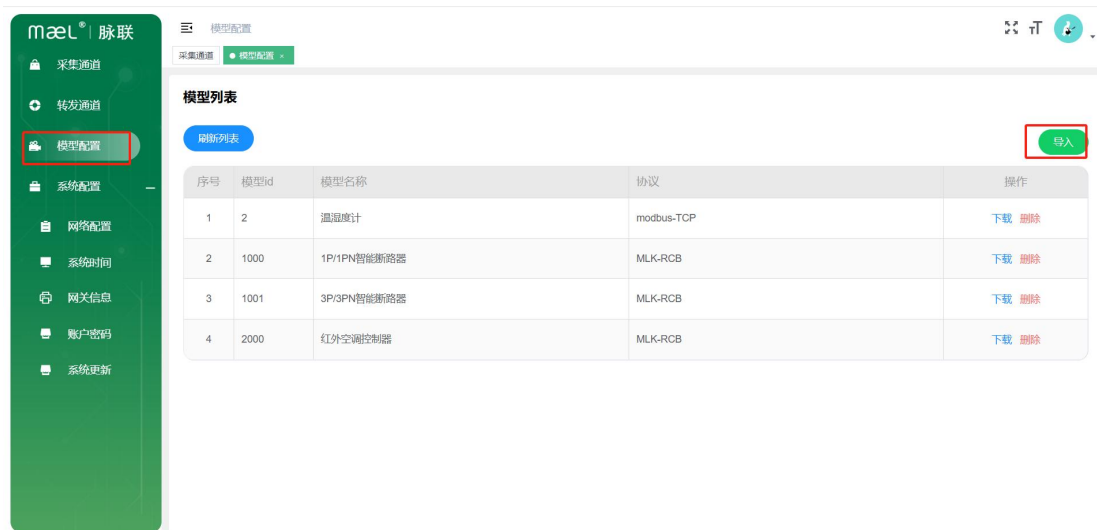 mæL®|脉联
采集通道
转发通道
模型配置
系统配置
网络配置
系统时间
网关信息
账户密码
系统更新
模型配置
采集通道 模型配置 ×
模型列表
刷新列表 导入
序号 模型id 模型名称 协议 操作
1 2 温湿度计 modbus-TCP 下载 删除
2 1000 1P/1PN智能断路器 MLK-RCB 下载 删除
3 1001 3P/3PN智能断路器 MLK-RCB 下载 删除
4 2000 红外空调控制器 MLK-RCB 下载 删除